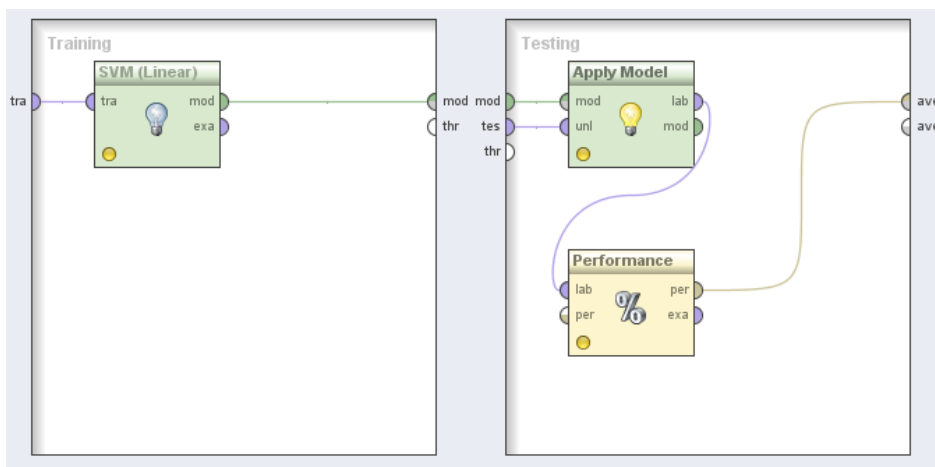 Training
SVM (Linear)
tra
tra
mod
exa
mod
thr
Testing
Apply Model
mod
tes
thr
mod
lab
unl
mod
Performance
lab
per
per
exa
%
ave
ave